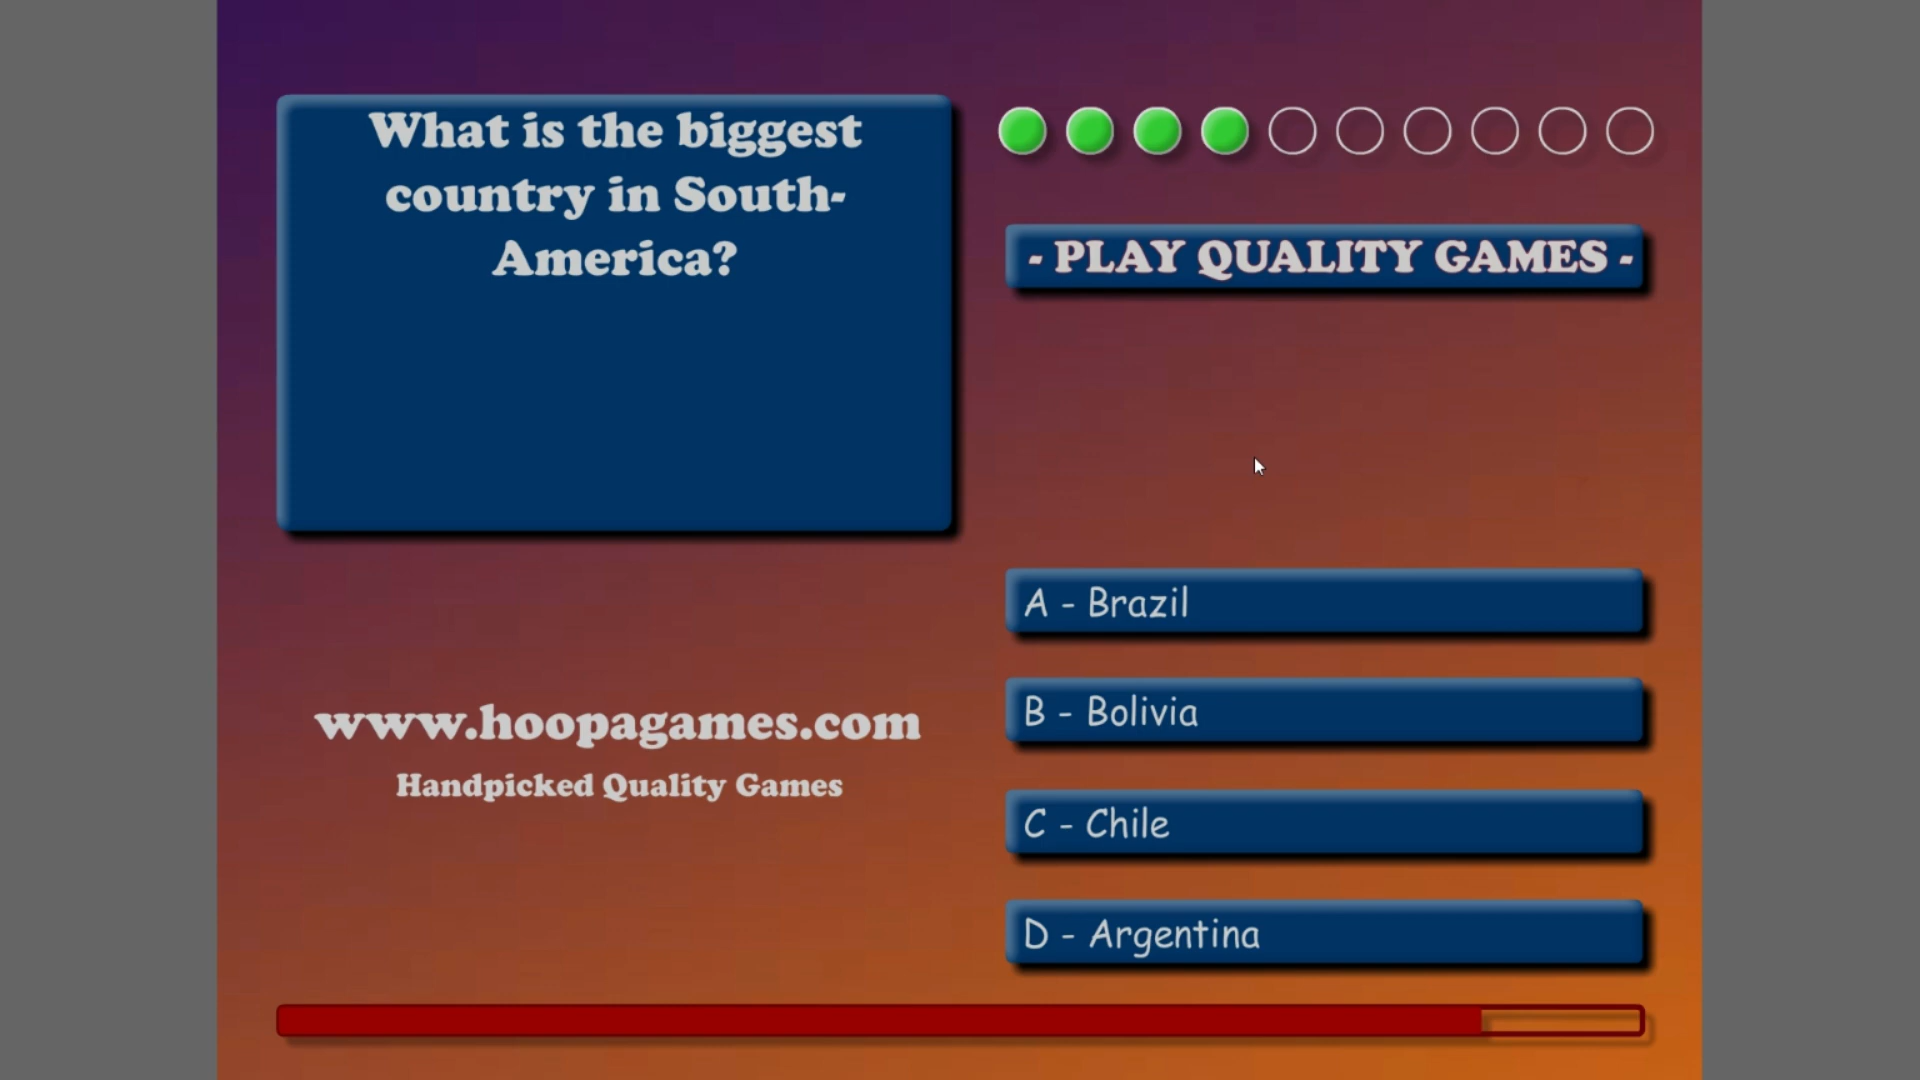 What is the biggest
country in South-
America?
- PLAY QUALITY GAMES -
A - Brazil
B - Bolivia
C - Chile
D - Argentina
www.hoopagames.com
Handpicked Quality Games